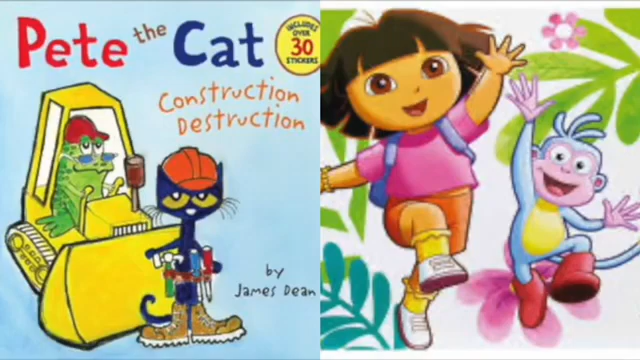 Pete the Cat
INCLUDES
OVER
30
STICKERS
Construction
Destruction
by
James Dean